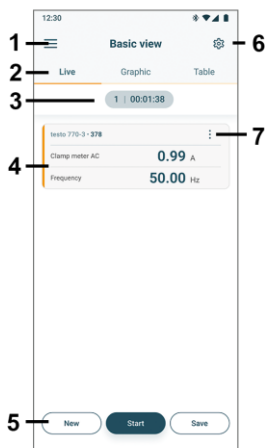 12:30
1 Basic view 6
2 Live Graphic Table
3 1 | 00:01:38
testo 770-3 • 378 7
4 Clamp meter AC 0.99 A
Frequency 50.00 Hz
5 New Start Save